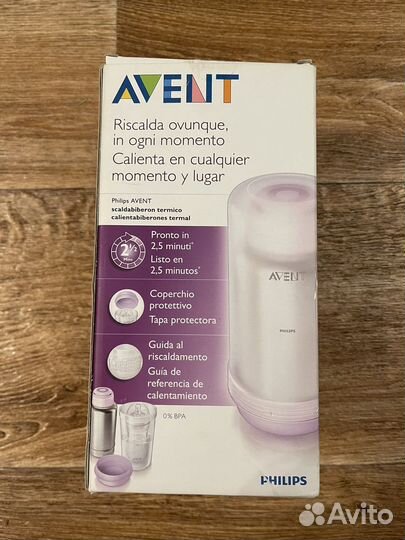 AVENT
Riscalda ovunque,
in ogni momento
Calienta en cualquier
momento y lugar
Philips AVENT
scaldabiberon termico
calientabiberones termal
2½
Pronto in
2,5 minuti*
Listo en
2,5 minutos*
Coperchio
protettivo
Tapa protectora
Guida al
riscaldamento
Guía de
referencia de
calentamiento
0% BPA
AVENT
PHILIPS
PHILIPS
Avito